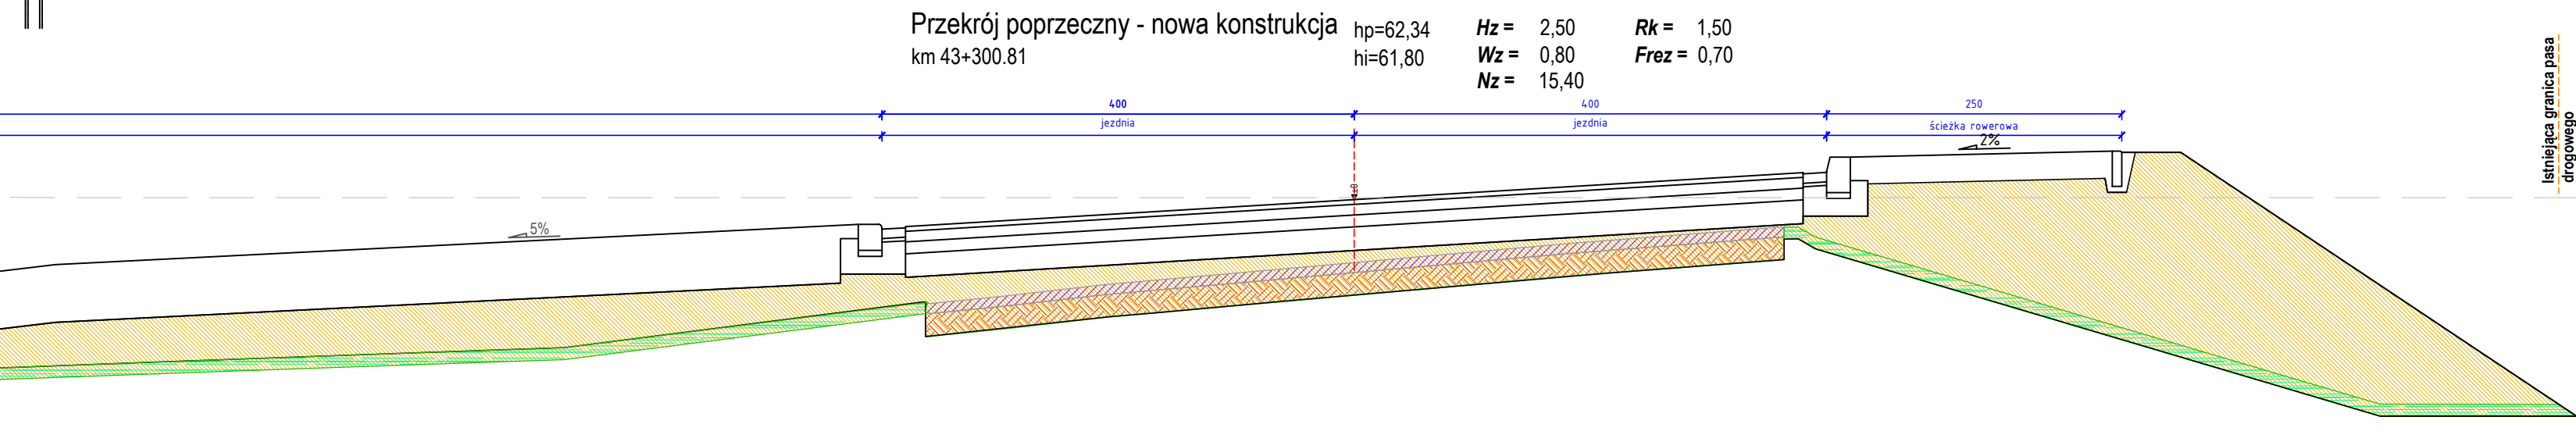 Przekrój poprzeczny - nowa konstrukcja
km 43+300.81
hp=62,34
hi=61,80
Hz = 2,50
Wz = 0,80
Nz = 15,40
Rk = 1,50
Frez = 0,70
400
jezdnia
400
jezdnia
250
ścieżka rowerowa
2%
5%
Istniejąca granica pasa
drogowego